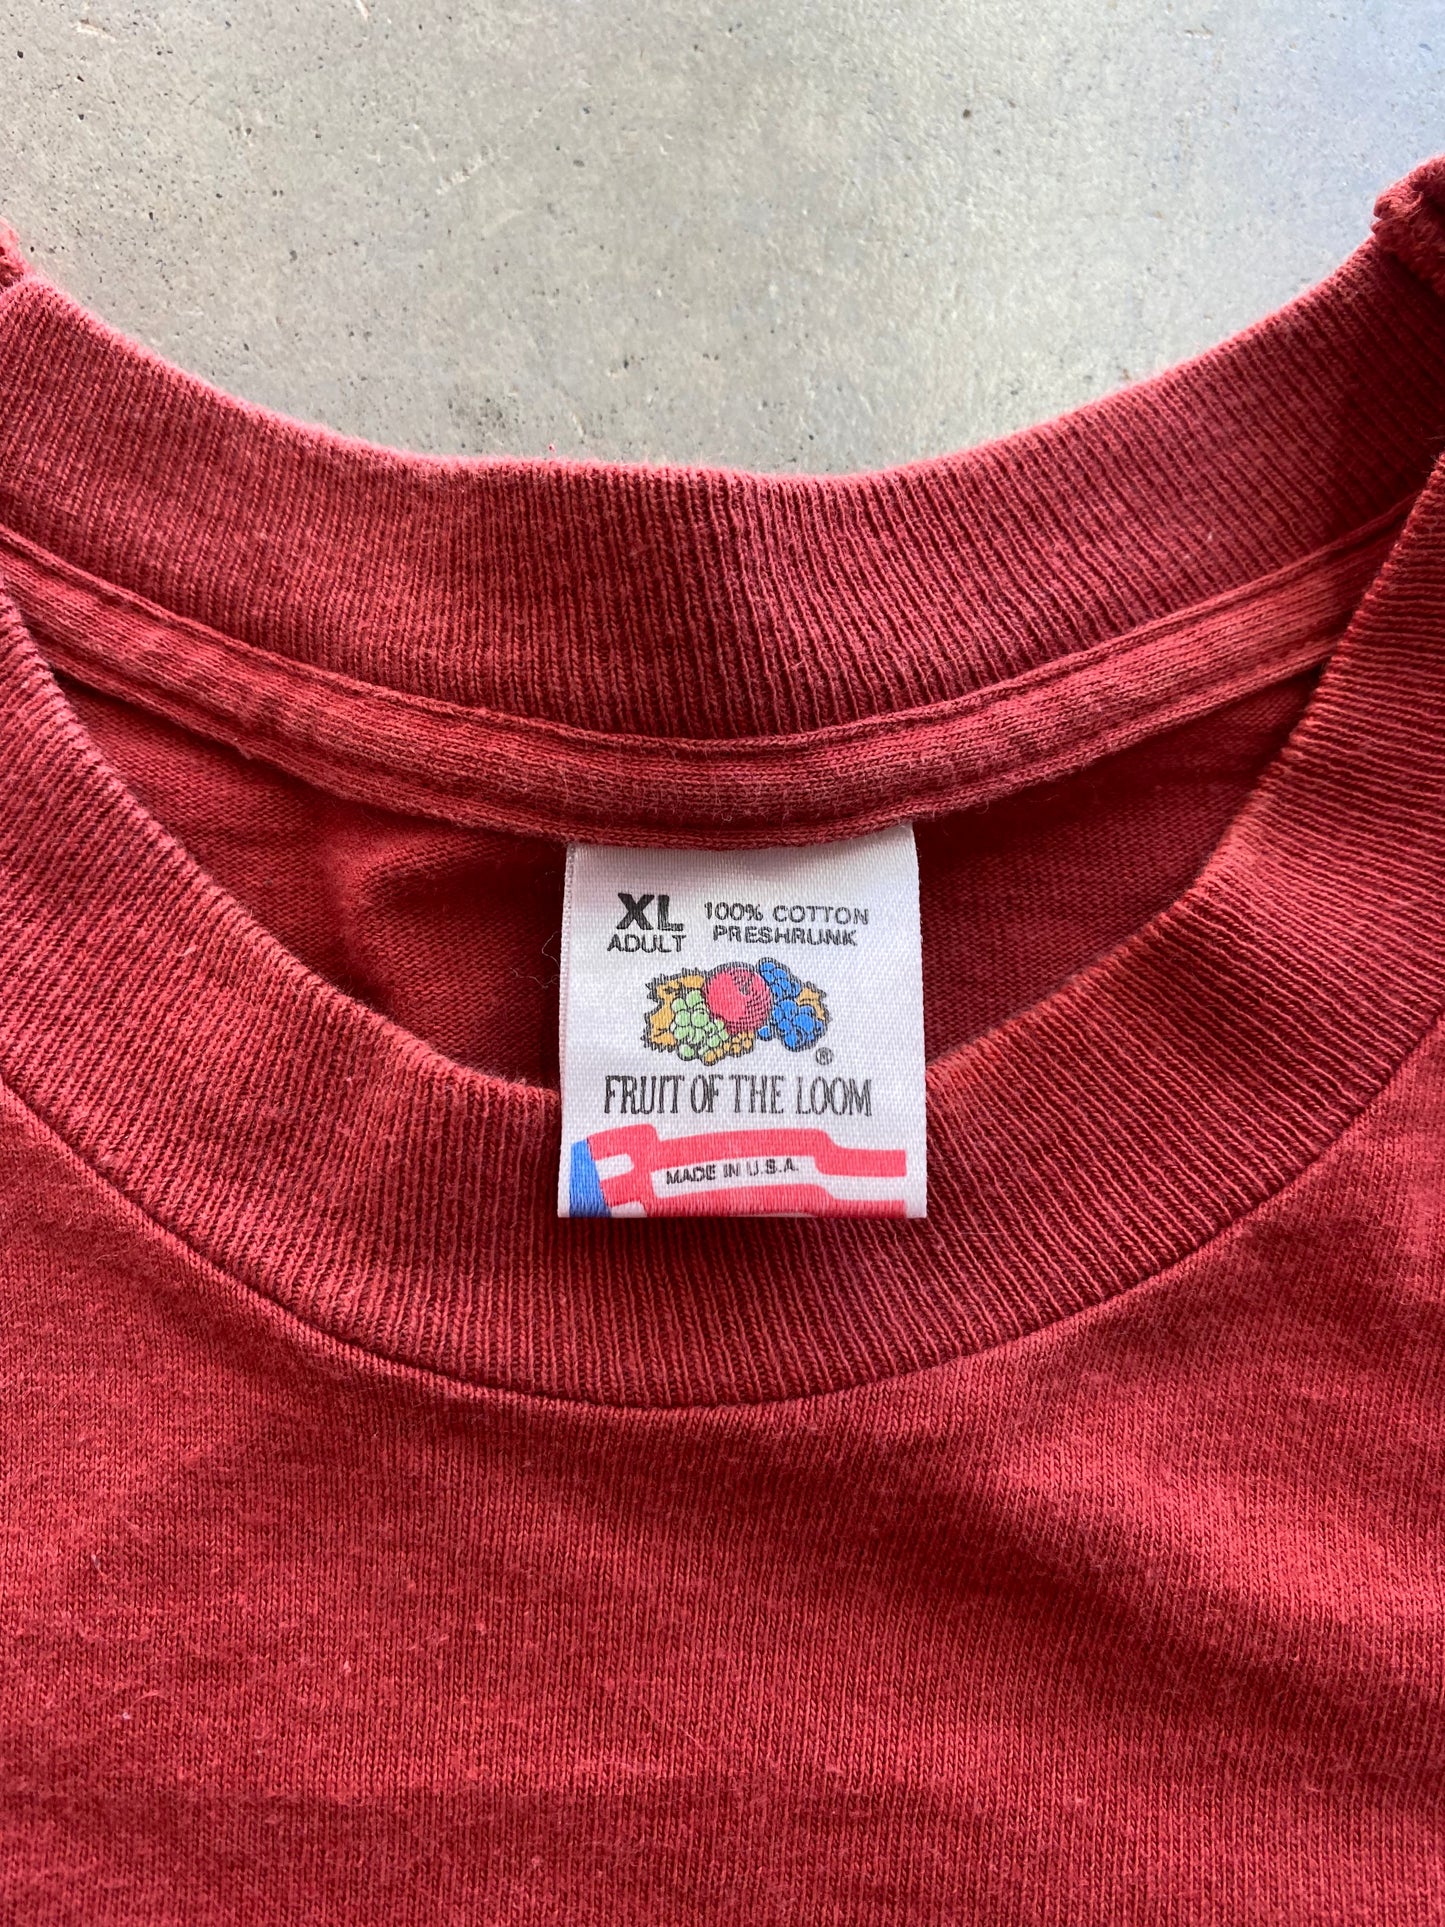 XL 100% COTTON
ADULT PRESHRUNK
®
FRUIT OF THE LOOM
MADE IN U.S.A.